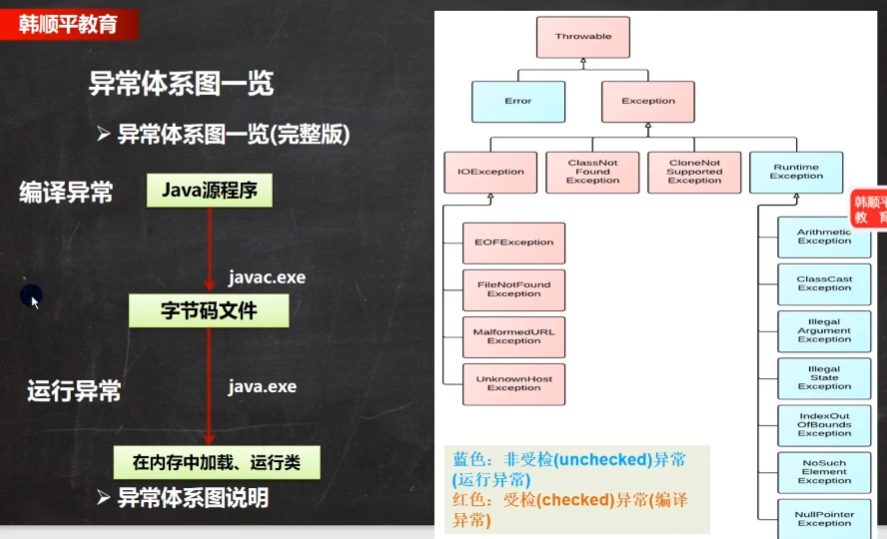 韩顺平教育
异常体系图一览
➢ 异常体系图一览(完整版)
编译异常
Java源程序
javac.exe
字节码文件
运行异常
java.exe
在内存中加载、运行类
➢ 异常体系图说明
Throwable
Error
Exception
IOException
ClassNot
Found
Exception
CloneNot
Supported
Exception
Runtime
Exception
EOFException
FileNotFound
Exception
MalformedURL
Exception
UnknownHost
Exception
韩顺平
教 育
Arithmetic
Exception
ClassCast
Exception
Illegal
Argument
Exception
Illegal
State
Exception
IndexOut
OfBounds
Exception
NoSuch
Element
Exception
NullPointer
Exception
蓝色：非受检(unchecked)异常
(运行异常)
红色：受检(checked)异常(编译
异常)